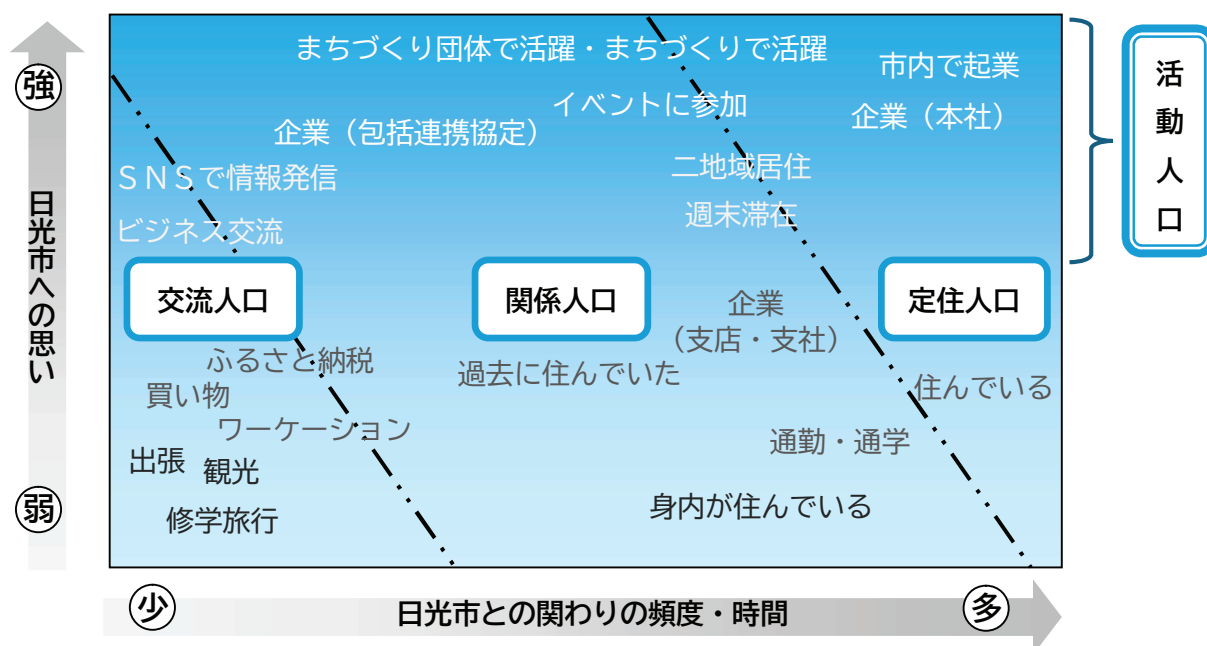 まちづくり団体で活躍・まちづくりで活躍
市内で起業
イベントに参加
企業（本社）
企業（包括連携協定）
二地域居住
ＳＮＳで情報発信
週末滞在
ビジネス交流
活動人口
強
日光市への思い
弱
交流人口
関係人口
定住人口
企業
（支店・支社）
ふるさと納税
過去に住んでいた
住んでいる
買い物
ワーケーション
通勤・通学
出張
観光
身内が住んでいる
修学旅行
少
日光市との関わりの頻度・時間
多